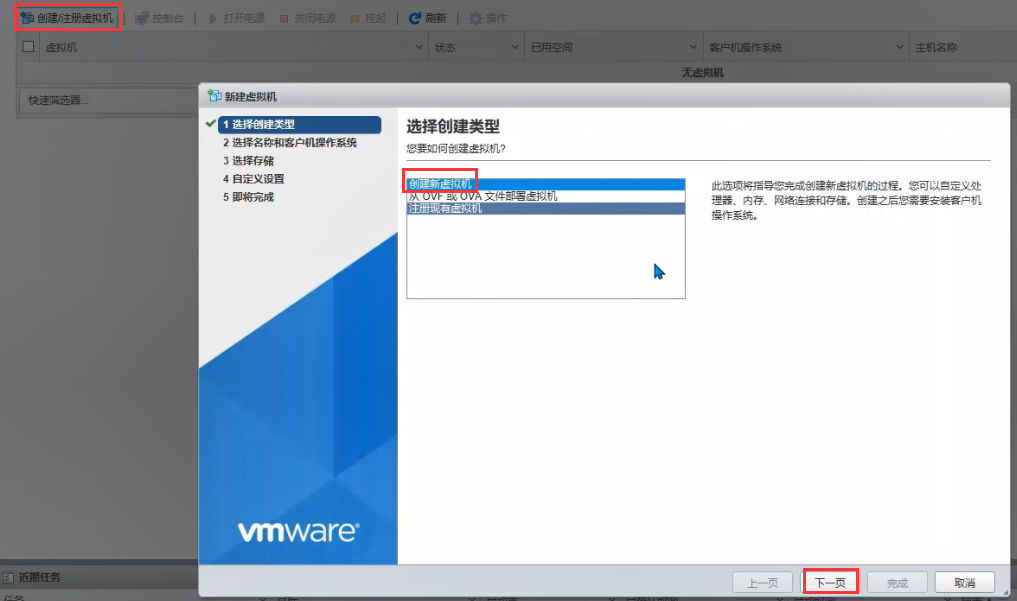 创建/注册虚拟机 控制台 打开电源 关闭电源 挂起 刷新 操作
虚拟机 状态 已用空间 客户机操作系统 主机名称
无虚拟机
快速筛选器...
新建虚拟机
1 选择创建类型
2 选择名称和客户机操作系统
3 选择存储
4 自定义设置
5 即将完成
选择创建类型
您要如何创建虚拟机?
创建新虚拟机
从 OVF 或 OVA 文件部署虚拟机
注册现有虚拟机
此选项将指导您完成创建新虚拟机的过程。您可以自定义处
理器、内存、网络连接和存储。创建之后您需要安装客户机
操作系统。
vmware®
上一页 下一页 完成 取消
近期任务